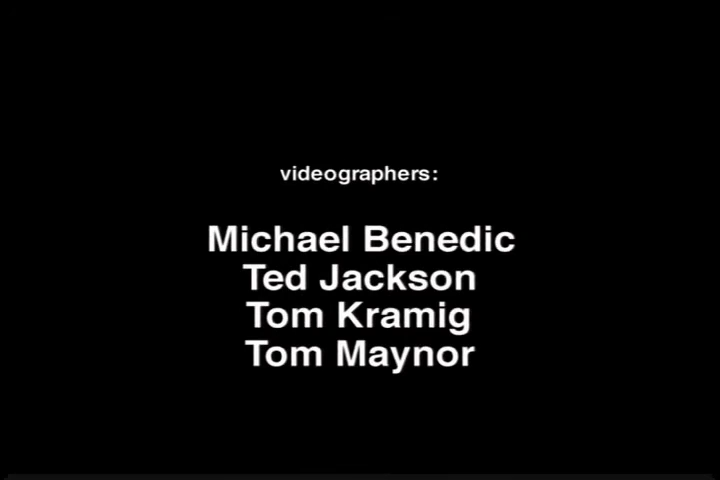 videographers:
Michael Benedic
Ted Jackson
Tom Kramig
Tom Maynor